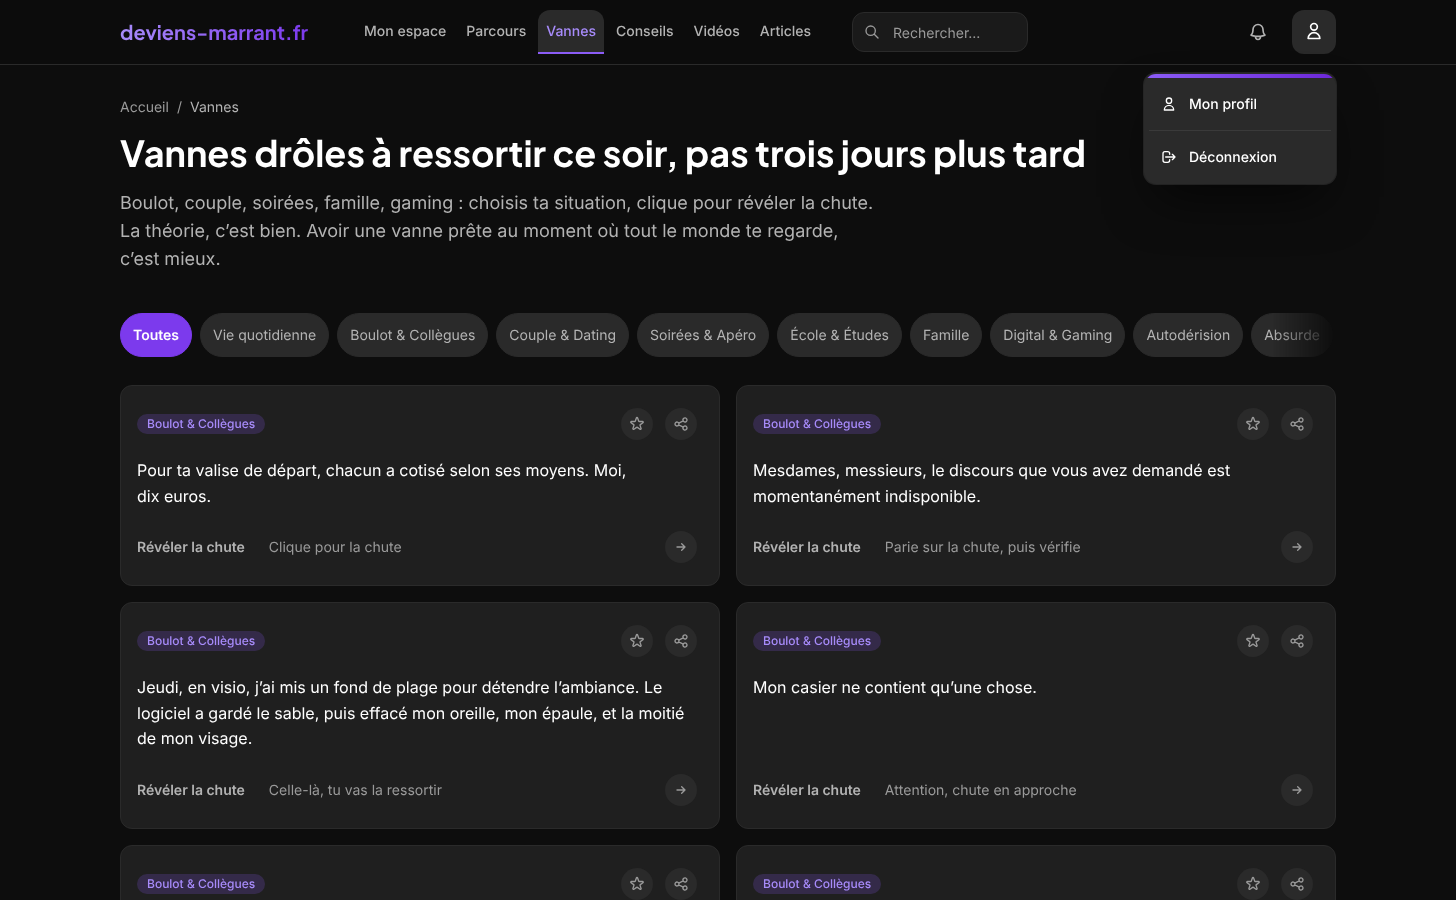 deviens-marrant.fr
Mon espace
Parcours
Vannes
Conseils
Vidéos
Articles
Rechercher...
Mon profil
Déconnexion
Accueil / Vannes
Vannes drôles à ressortir ce soir, pas trois jours plus tard
Boulot, couple, soirées, famille, gaming : choisis ta situation, clique pour révéler la chute.
La théorie, c’est bien. Avoir une vanne prête au moment où tout le monde te regarde,
c’est mieux.
Toutes
Vie quotidienne
Boulot & Collègues
Couple & Dating
Soirées & Apéro
École & Études
Famille
Digital & Gaming
Autodérision
Absurde
Boulot & Collègues
Pour ta valise de départ, chacun a cotisé selon ses moyens. Moi,
dix euros.
Révéler la chute
Clique pour la chute
Boulot & Collègues
Mesdames, messieurs, le discours que vous avez demandé est
momentanément indisponible.
Révéler la chute
Parie sur la chute, puis vérifie
Boulot & Collègues
Jeudi, en visio, j’ai mis un fond de plage pour détendre l’ambiance. Le
logiciel a gardé le sable, puis effacé mon oreille, mon épaule, et la moitié
de mon visage.
Révéler la chute
Celle-là, tu vas la ressortir
Boulot & Collègues
Mon casier ne contient qu’une chose.
Révéler la chute
Attention, chute en approche
Boulot & Collègues
Boulot & Collègues